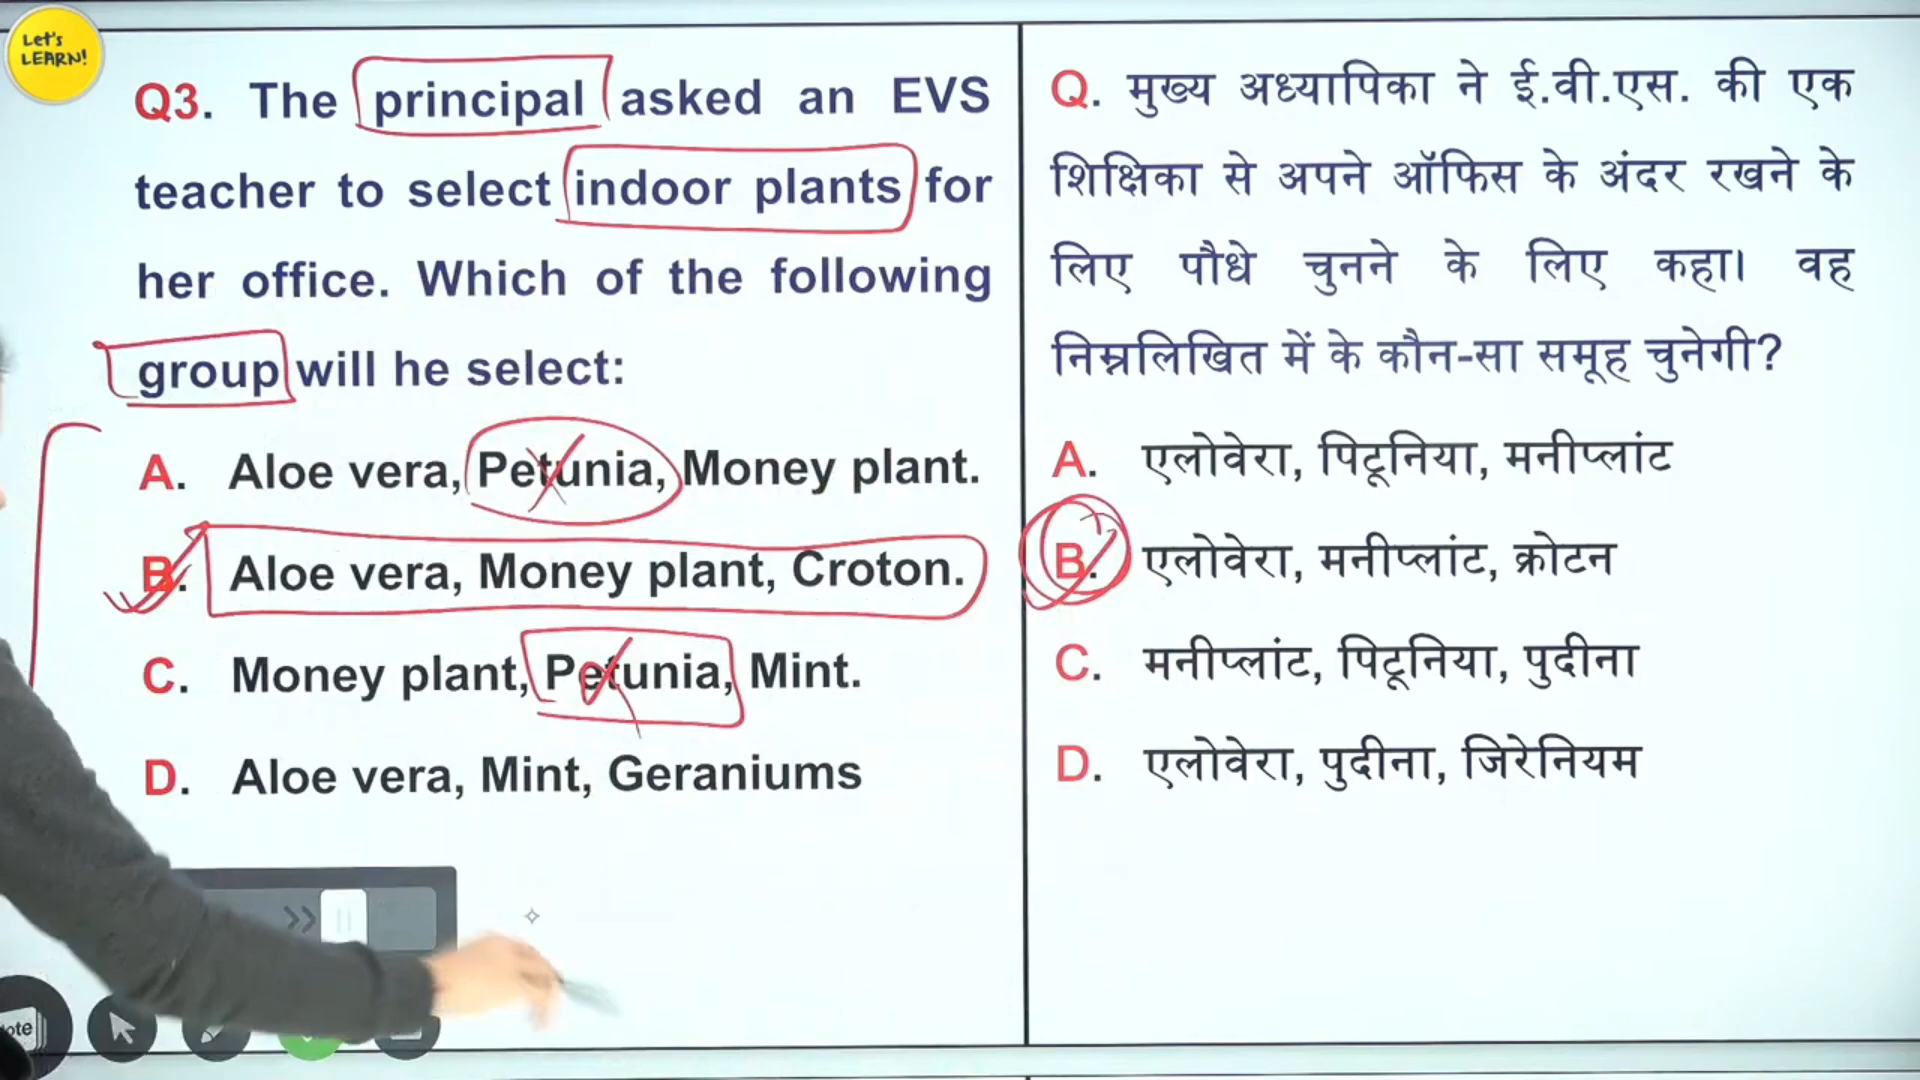 Let's
LEARN!
Q3. The principal asked an EVS
teacher to select indoor plants for
her office. Which of the following
group will he select:
A. Aloe vera, Petunia, Money plant.
B. Aloe vera, Money plant, Croton.
C. Money plant, Petunia, Mint.
D. Aloe vera, Mint, Geraniums
Q. मुख्य अध्यापिका ने ई.वी.एस. की एक
शिक्षिका से अपने ऑफिस के अंदर रखने के
लिए पौधे चुनने के लिए कहा। वह
निम्नलिखित में के कौन-सा समूह चुनेगी?
A. एलोवेरा, पिटूनिया, मनीप्लांट
B. एलोवेरा, मनीप्लांट, क्रोटन
C. मनीप्लांट, पिटूनिया, पुदीना
D. एलोवेरा, पुदीना, जिरेनियम